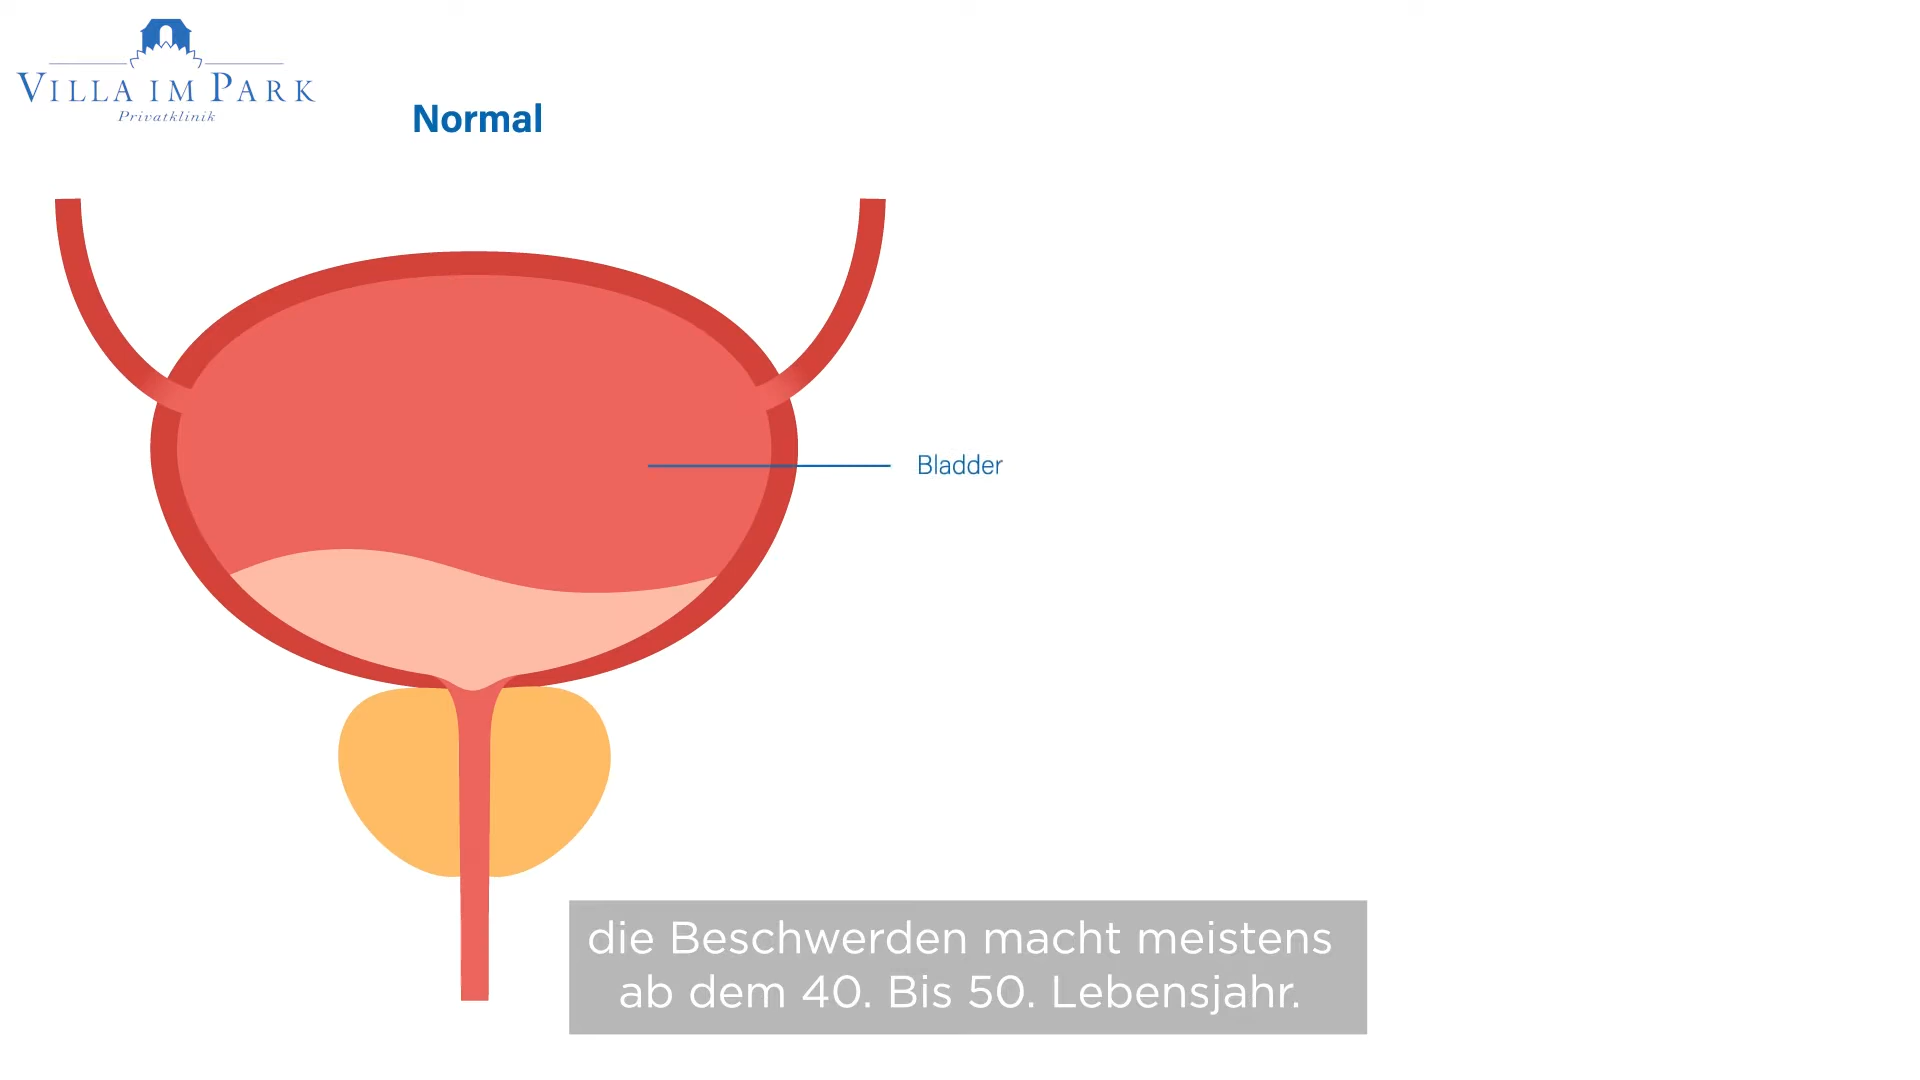 VILLA IM PARK
Privatklinik
Normal
Bladder
die Beschwerden macht meistens
ab dem 40. Bis 50. Lebensjahr.